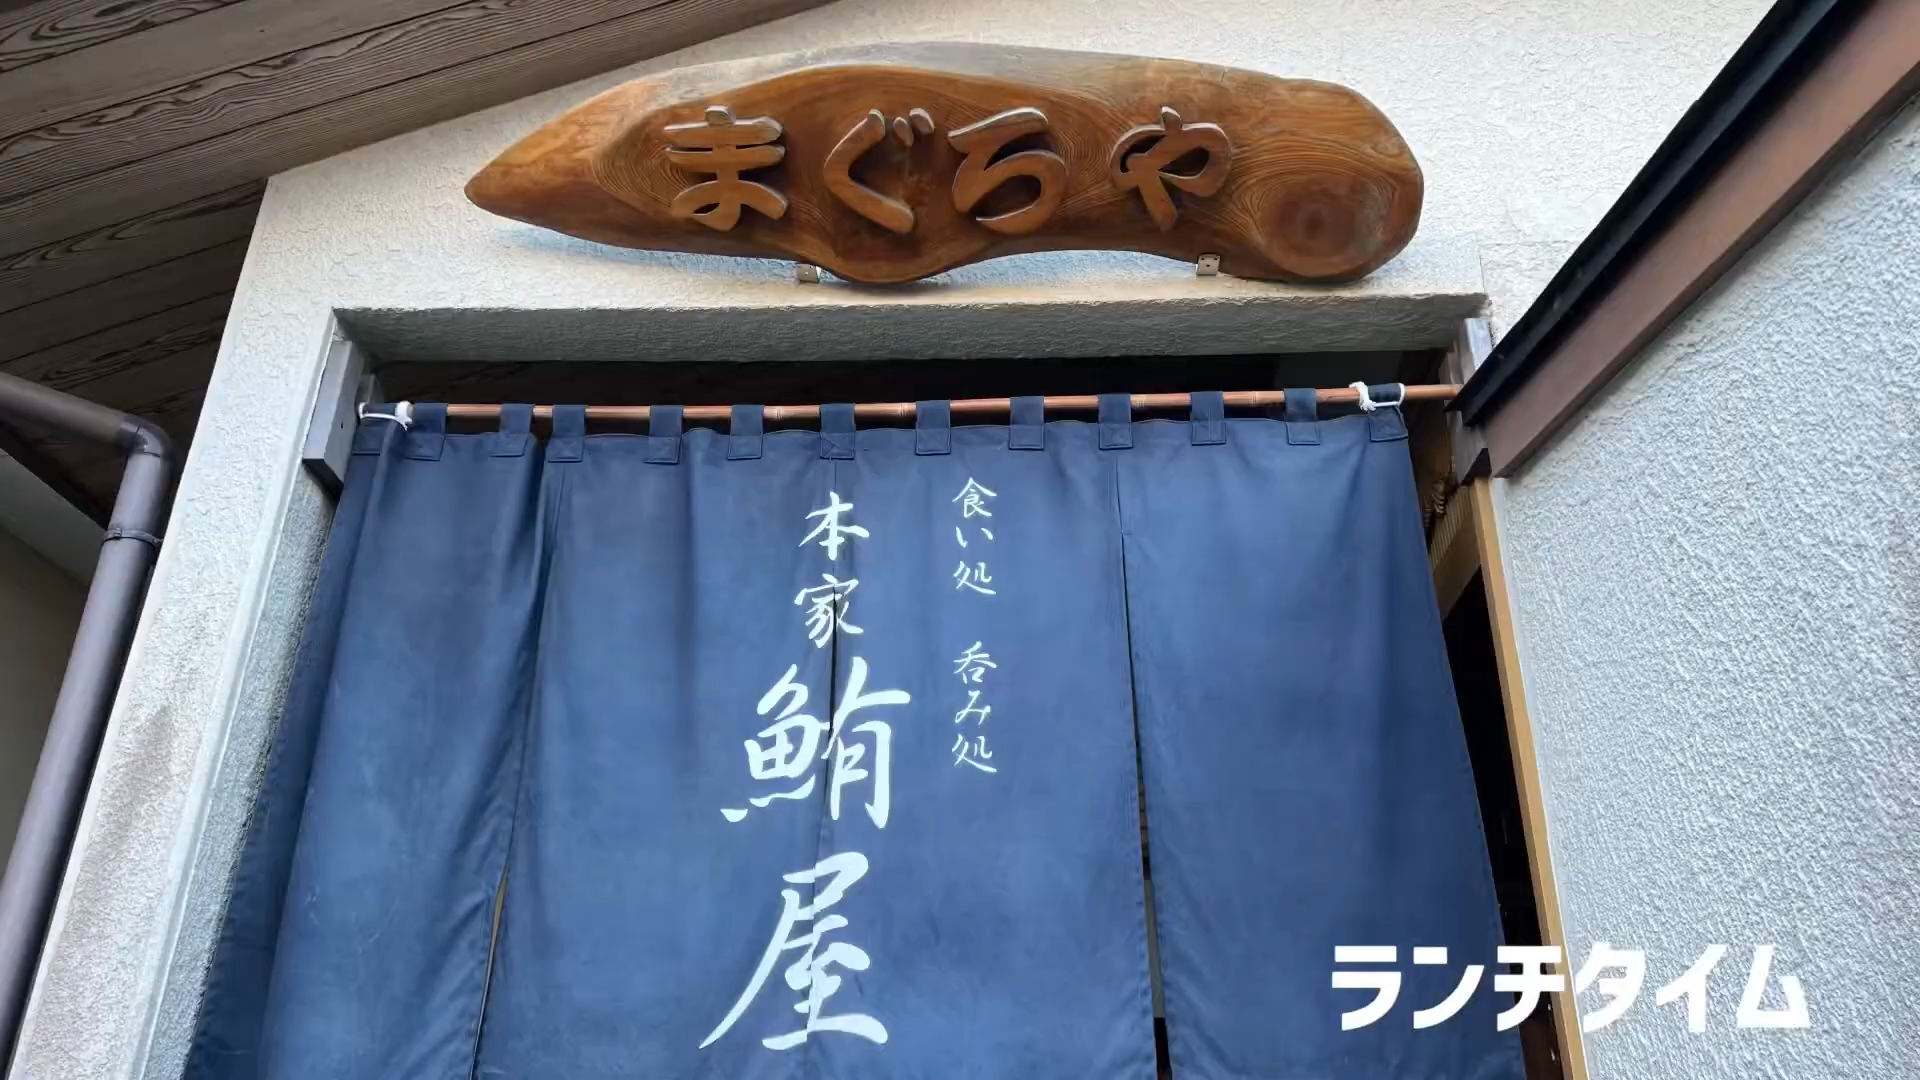 まぐろや
食い処 呑み処
本家鮪屋
ランチタイム